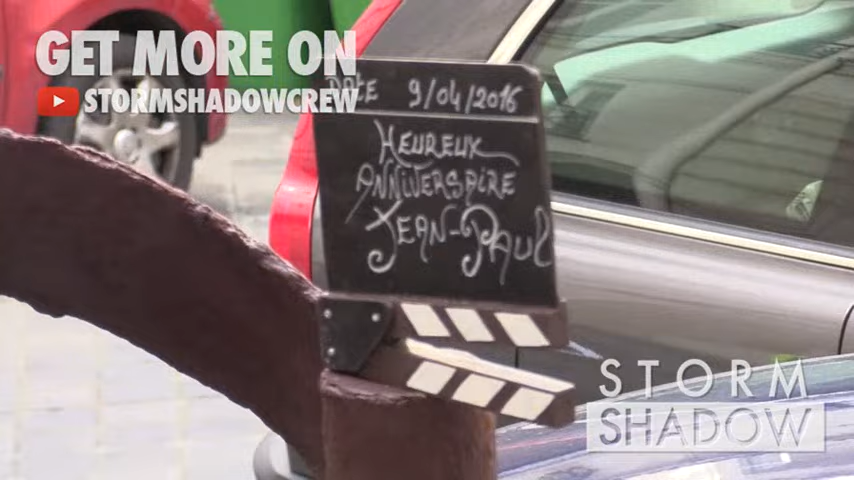 GET MORE ON
STORMSHADOWCREW
DATE 9/04/2016
HEUREUX
ANNIVERSAIRE
JEAN-PAUL
STORM
SHADOW